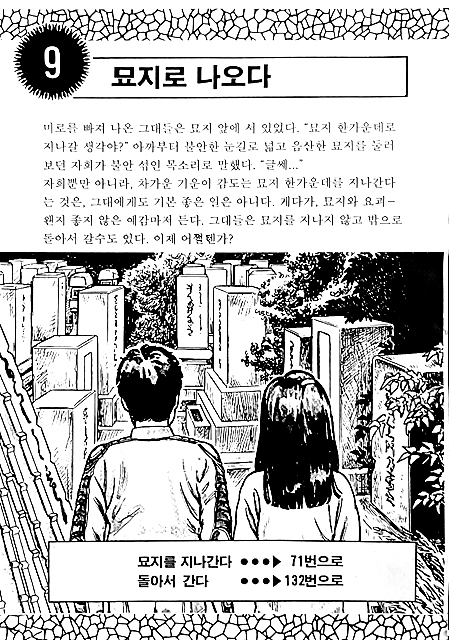 9
묘지로 나오다
미로를 빠져 나온 그대들은 묘지 앞에 서 있었다. “묘지 한가운데로
지나갈 생각야?” 아까부터 불안한 눈길로 넓고 음산한 묘지를 둘러
보던 자희가 불안 섞인 목소리로 말했다. “글쎄...”
자희뿐만 아니라, 차가운 기운이 감도는 묘지 한가운데를 지나간다
는 것은, 그대에게도 기분 좋은 일은 아니다. 게다가, 묘지와 요괴–
왠지 좋지 않은 예감마저 든다. 그대들은 묘지를 지나지 않고 밖으로
돌아서 갈수도 있다. 이제 어쩔텐가?
묘지를 지나간다 ●●●▶ 71번으로
돌아서 간다 ●●●▶132번으로